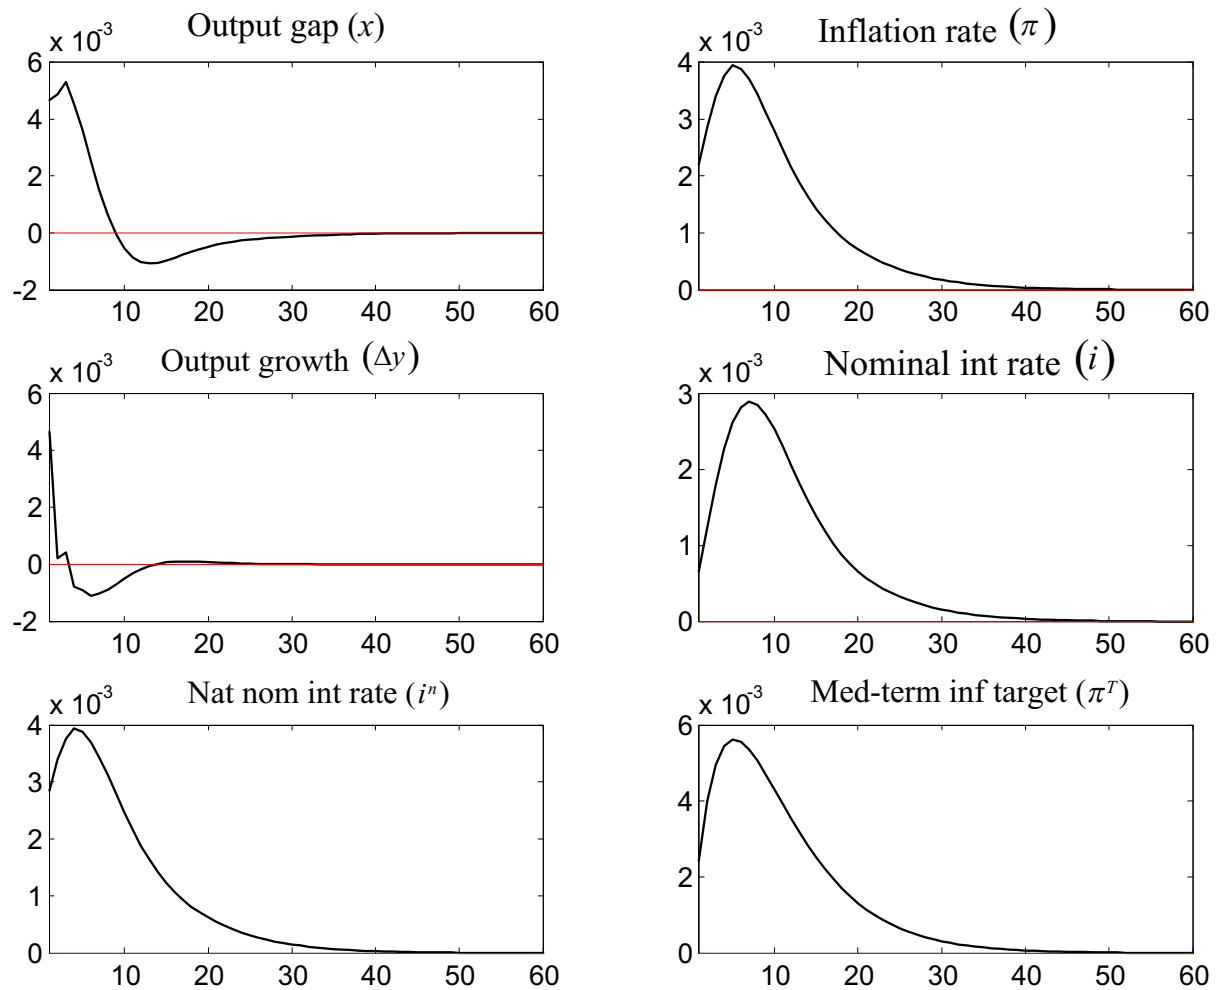 Output gap (x)
x 10-3
6
4
2
0
-2
10 20 30 40 50 60
Inflation rate (π)
x 10-3
4
3
2
1
0
10 20 30 40 50 60
Output growth (Δy)
x 10-3
6
4
2
0
-2
10 20 30 40 50 60
Nominal int rate (i)
x 10-3
3
2
1
0
10 20 30 40 50 60
Nat nom int rate (iⁿ)
x 10-3
4
3
2
1
0
10 20 30 40 50 60
Med-term inf target (πᵀ)
x 10-3
6
4
2
0
10 20 30 40 50 60